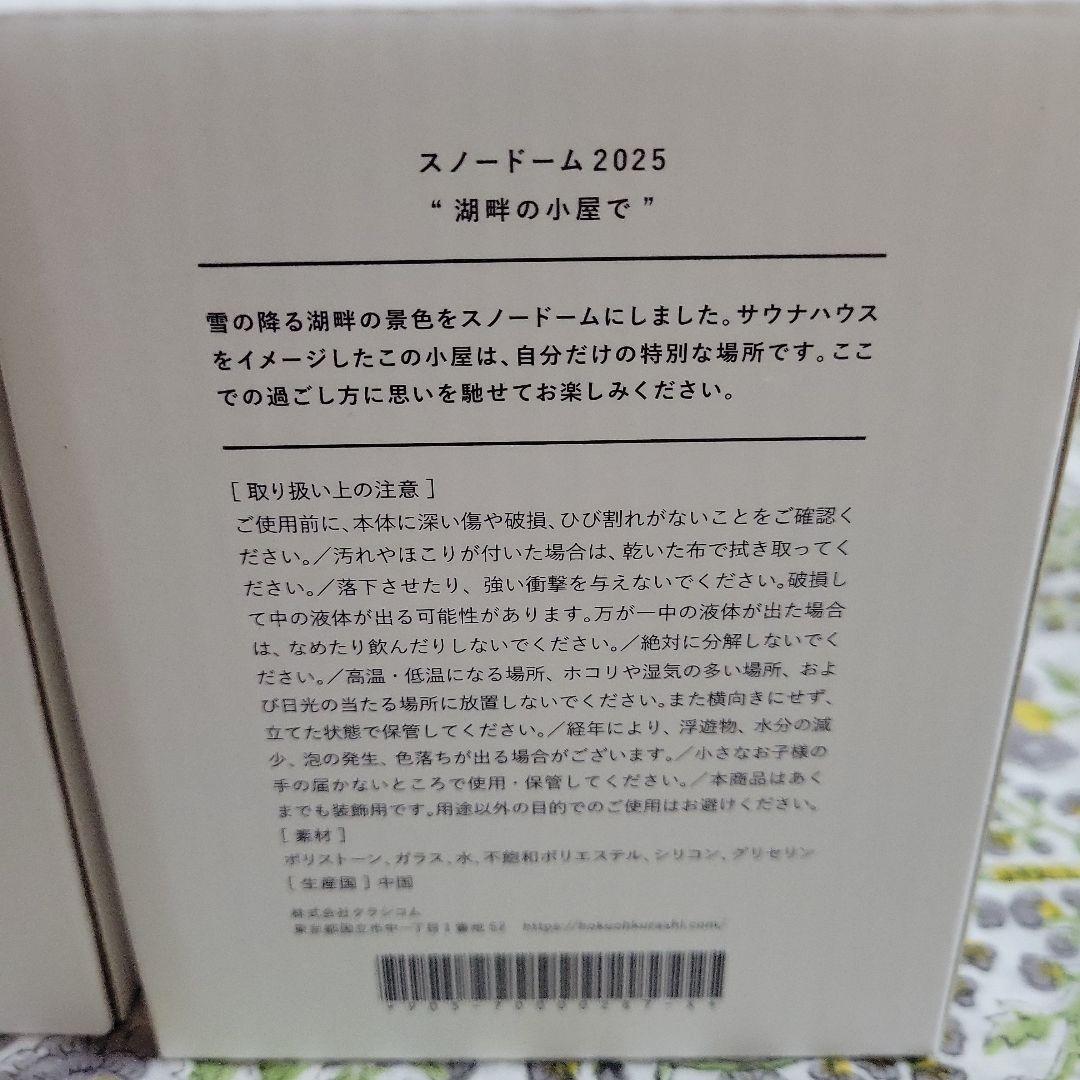 スノードーム2025
“湖畔の小屋で”
雪の降る湖畔の景色をスノードームにしました。サウナハウス
をイメージしたこの小屋は、自分だけの特別な場所です。ここ
での過ごし方に思いを馳せてお楽しみください。
[取り扱い上の注意]
ご使用前に、本体に深い傷や破損、ひび割れがないことをご確認く
ださい。／汚れやほこりが付いた場合は、乾いた布で拭き取ってく
ださい。／落下させたり、強い衝撃を与えないでください。破損し
て中の液体が出る可能性があります。万が一中の液体が出た場合
は、なめたり飲んだりしないでください。／絶対に分解しないでく
ださい。／高温・低温になる場所、ホコリや湿気の多い場所、およ
び日光の当たる場所に放置しないでください。また横向きにせず、
立てた状態で保管してください。／経年により、浮遊物、水分の減
少、泡の発生、色落ちが出る場合がございます。／小さなお子様の
手の届かないところで使用・保管してください。／本商品はあく
までも装飾用です。用途以外の目的でのご使用はお避けください。
[素材]
ポリストーン、ガラス、水、不飽和ポリエステル、シリコン、グリセリン
[生産国]中国
株式会社クラシコム
東京都国立市中一丁目1番地52 https://hokuohkurashi.com/